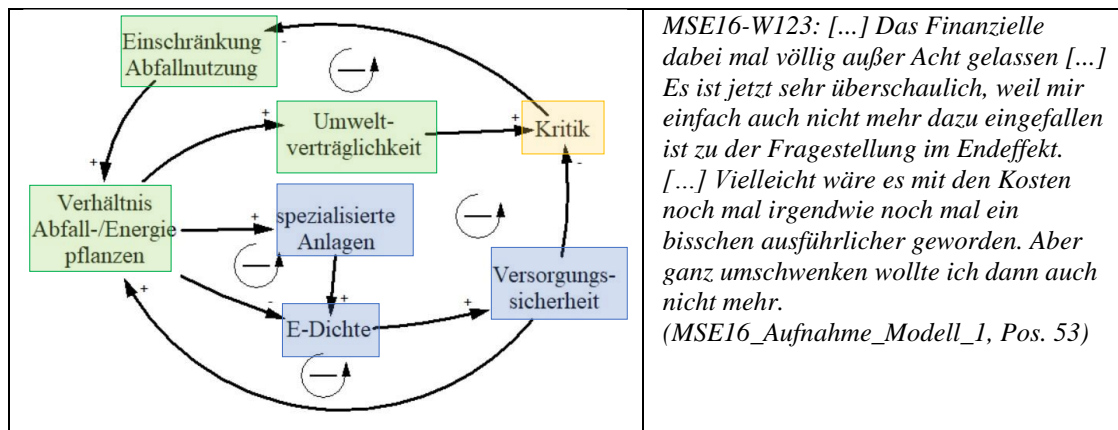 Einschränkung
Abfallnutzung
-
+
Umwelt-
verträglichkeit
+
Kritik
+
-
Verhältnis
Abfall-/Energie
pflanzen
+
spezialisierte
Anlagen
Versorgungs-
sicherheit
+
-
+
E-Dichte
+
MSE16-W123: [...] Das Finanzielle
dabei mal völlig außer Acht gelassen [...]
Es ist jetzt sehr überschaulich, weil mir
einfach auch nicht mehr dazu eingefallen
ist zu der Fragestellung im Endeffekt.
[...] Vielleicht wäre es mit den Kosten
noch mal irgendwie noch mal ein
bisschen ausführlicher geworden. Aber
ganz umschwenken wollte ich dann auch
nicht mehr.
(MSE16_Aufnahme_Modell_1, Pos. 53)